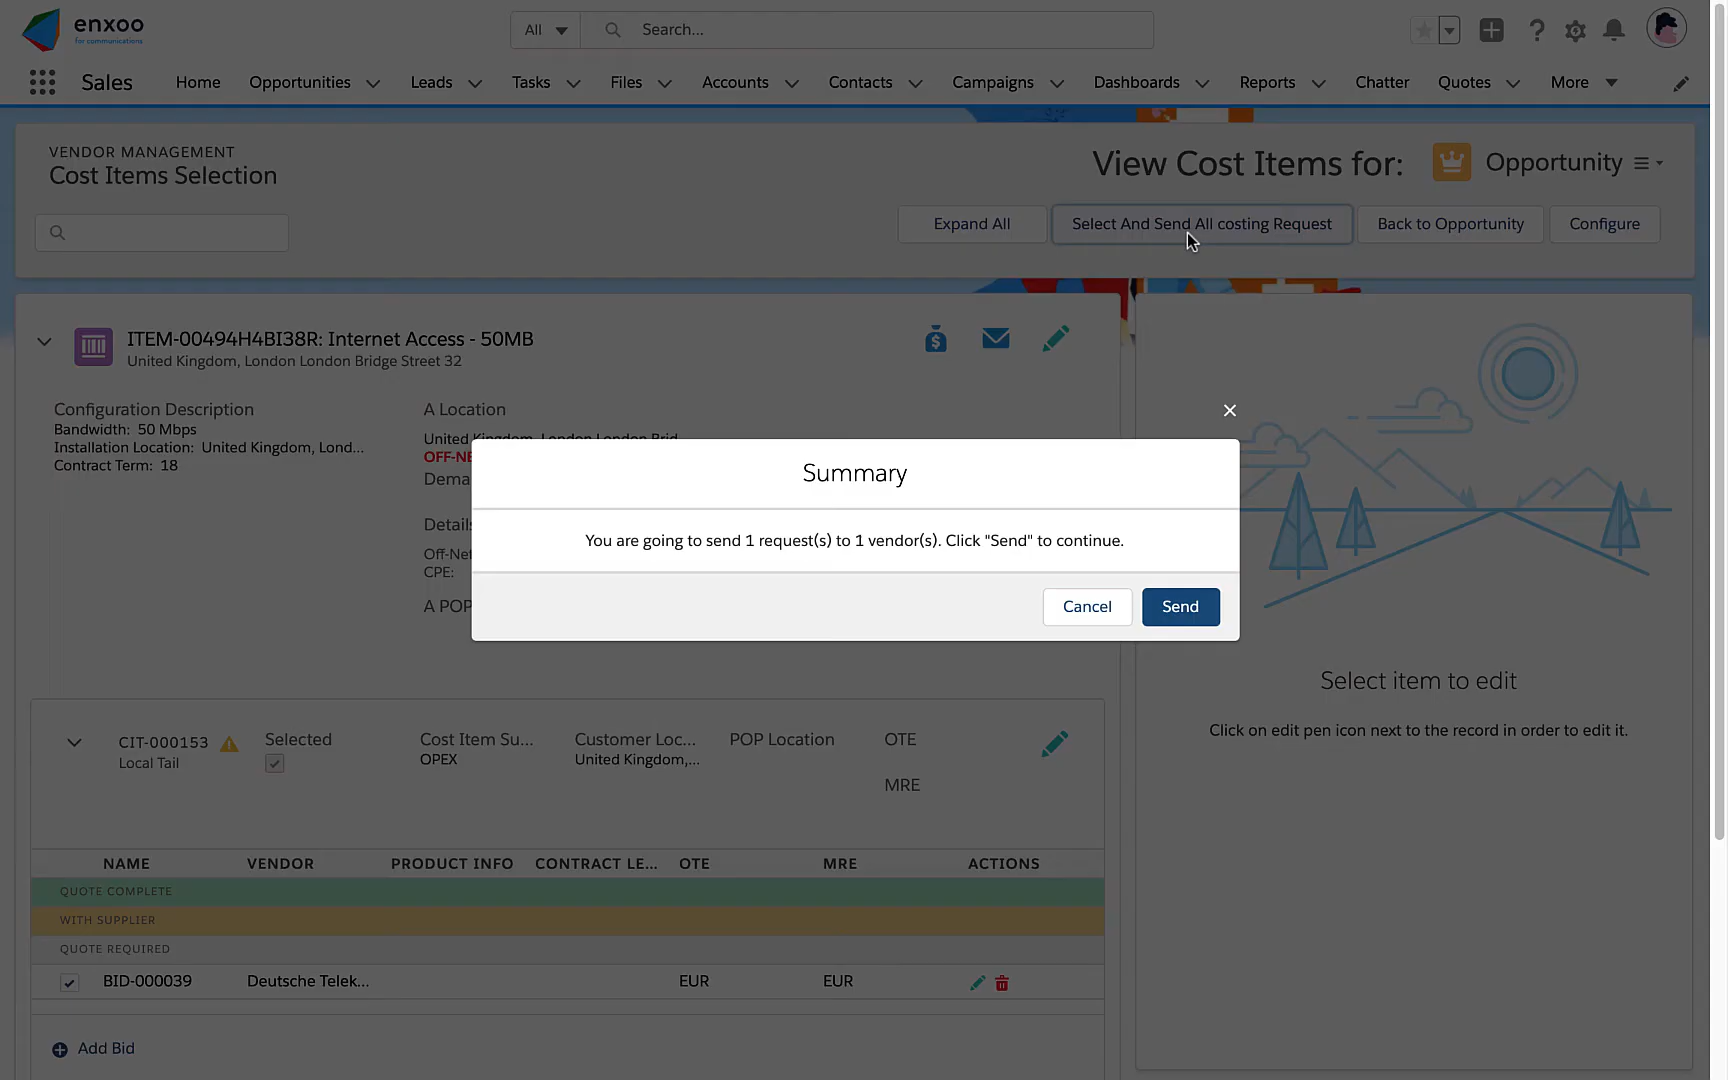 enxoo
for communications
All
Search...
Sales
Home
Opportunities
Leads
Tasks
Files
Accounts
Contacts
Campaigns
Dashboards
Reports
Chatter
Quotes
More
VENDOR MANAGEMENT
Cost Items Selection
View Cost Items for:
Opportunity
Expand All
Select And Send All costing Request
Back to Opportunity
Configure
ITEM-00494H4BI38R: Internet Access - 50MB
United Kingdom, London London Bridge Street 32
Configuration Description
Bandwidth: 50 Mbps
Installation Location: United Kingdom, Lond...
Contract Term: 18
A Location
United Kingdom, London London Brid
OFF-NE
Dema
Details
Off-Net
CPE:
A POP
Summary
You are going to send 1 request(s) to 1 vendor(s). Click "Send" to continue.
Cancel
Send
Select item to edit
Click on edit pen icon next to the record in order to edit it.
CIT-000153
Local Tail
Selected
Cost Item Su...
OPEX
Customer Loc...
United Kingdom,...
POP Location
OTE
MRE
NAME VENDOR PRODUCT INFO CONTRACT LE... OTE MRE ACTIONS
QUOTE COMPLETE
WITH SUPPLIER
QUOTE REQUIRED
BID-000039 Deutsche Telek... EUR EUR
Add Bid